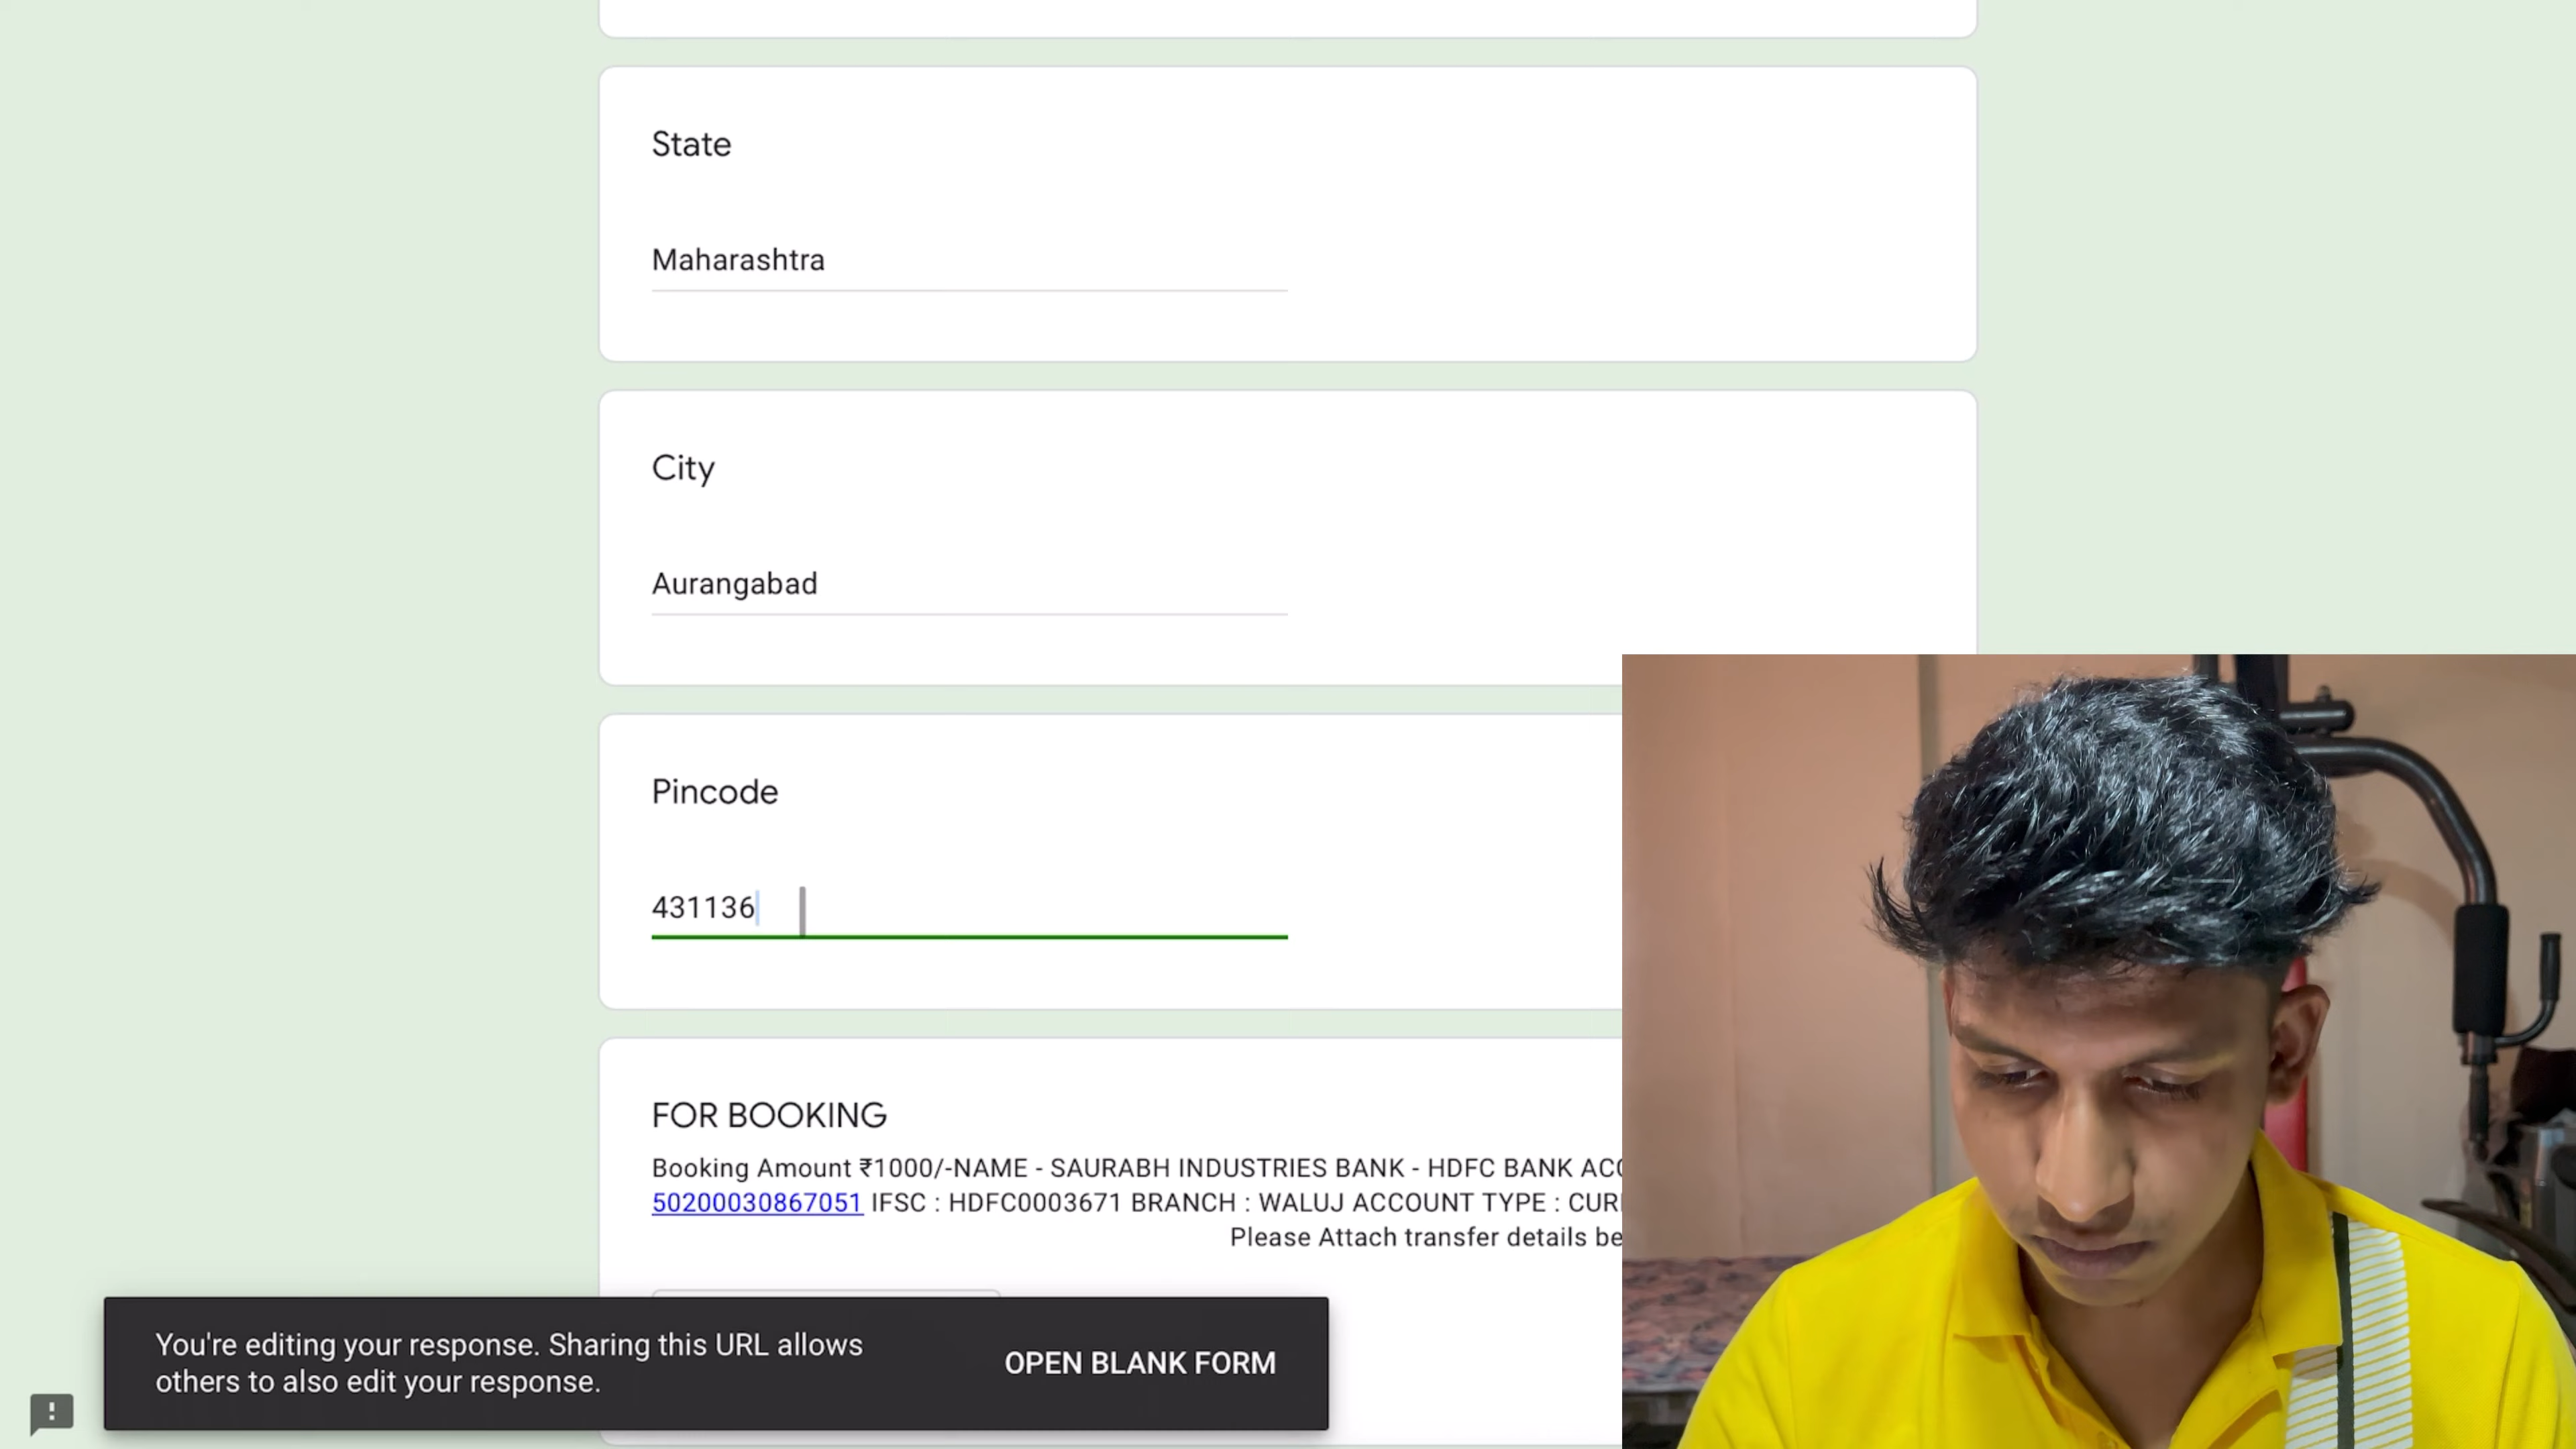 State
Maharashtra
City
Aurangabad
Pincode
431136
FOR BOOKING
Booking Amount ₹1000/-NAME - SAURABH INDUSTRIES BANK - HDFC BANK
50200030867051 IFSC : HDFC0003671 BRANCH : WALUJ ACCOUNT TYPE :
Please Attach transfer details
You're editing your response. Sharing this URL allows
others to also edit your response.
OPEN BLANK FORM